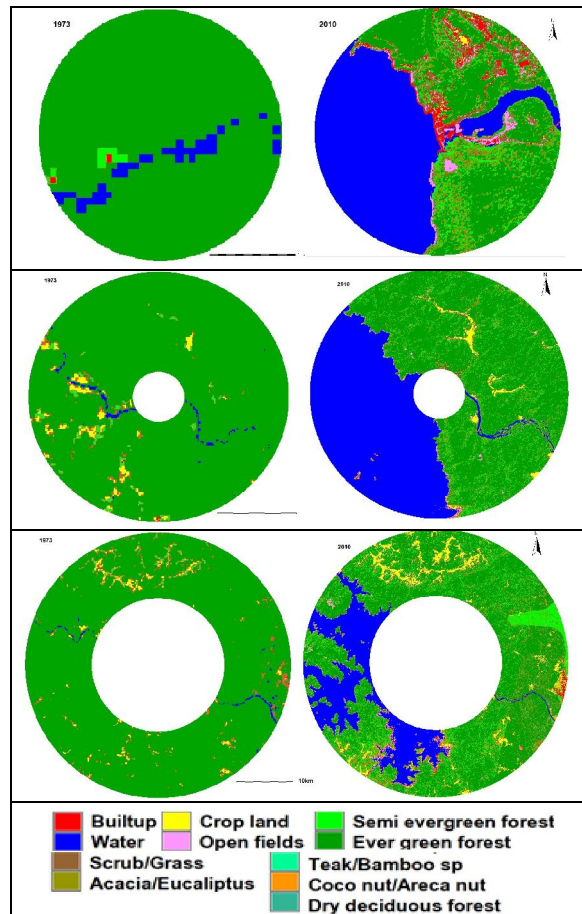 1973
2010
1973
2010
N
1973
2010
10km
Builtup
Crop land
Semi evergreen forest
Water
Open fields
Ever green forest
Scrub/Grass
Teak/Bamboo sp
Acacia/Eucaliptus
Coco nut/Areca nut
Dry deciduous forest